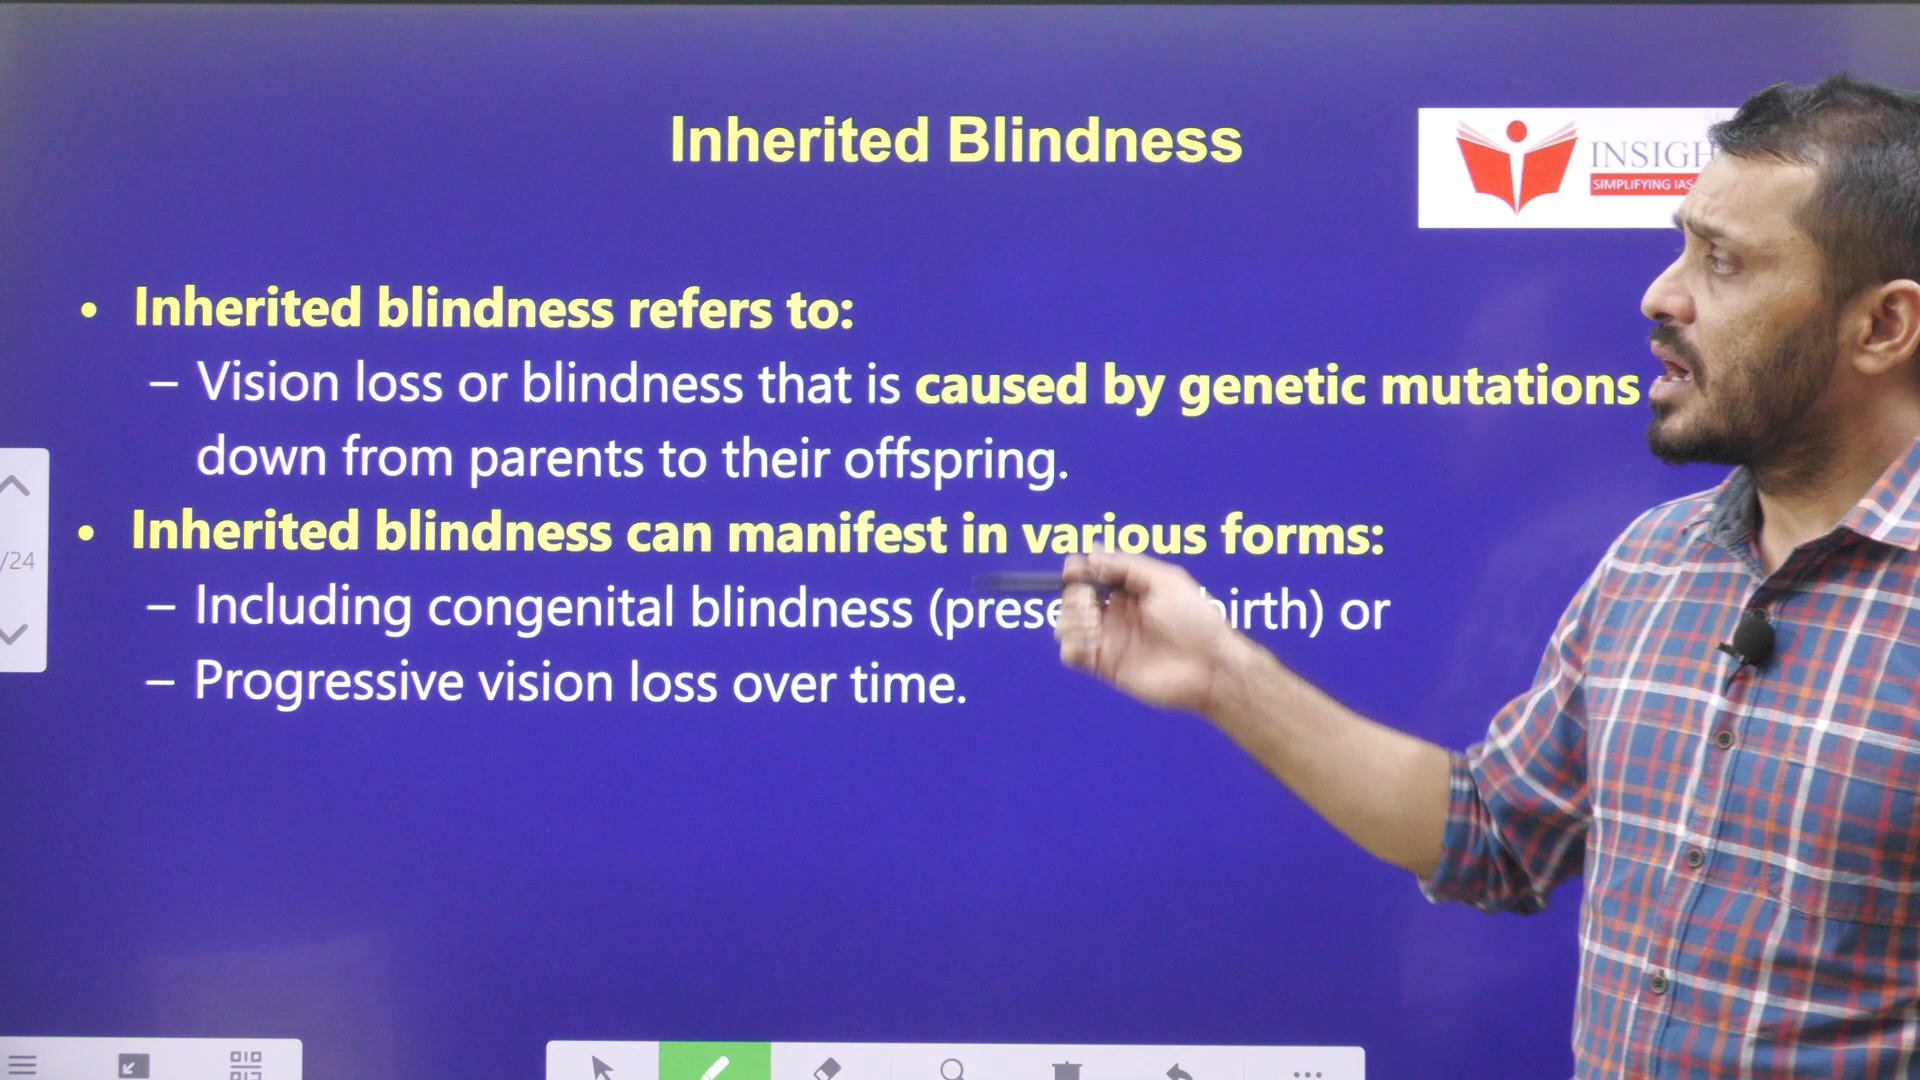 Inherited Blindness
INSIGH
SIMPLIFYING IAS
• Inherited blindness refers to:
– Vision loss or blindness that is caused by genetic mutations
down from parents to their offspring.
• Inherited blindness can manifest in various forms:
– Including congenital blindness (prese birth) or
– Progressive vision loss over time.
/24